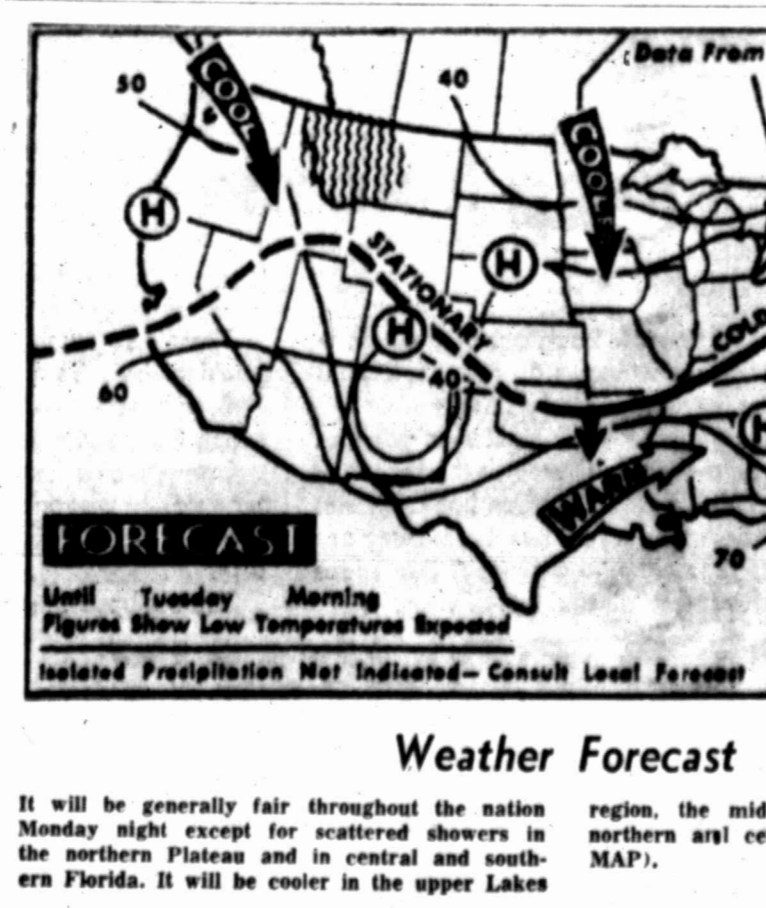 Data From
50
COOL
40
COOL
H
H
STATIONARY
H
COLD
40
60
H
WARM
70
FORECAST
Until Tuesday Morning
Figures Show Low Temperatures Expected
Isolated Precipitation Not Indicated— Consult Local Forecast
Weather Forecast
It will be generally fair throughout the nation
Monday night except for scattered showers in
the northern Plateau and in central and south-
ern Florida. It will be cooler in the upper Lakes
region, the mid
northern and ce
MAP).